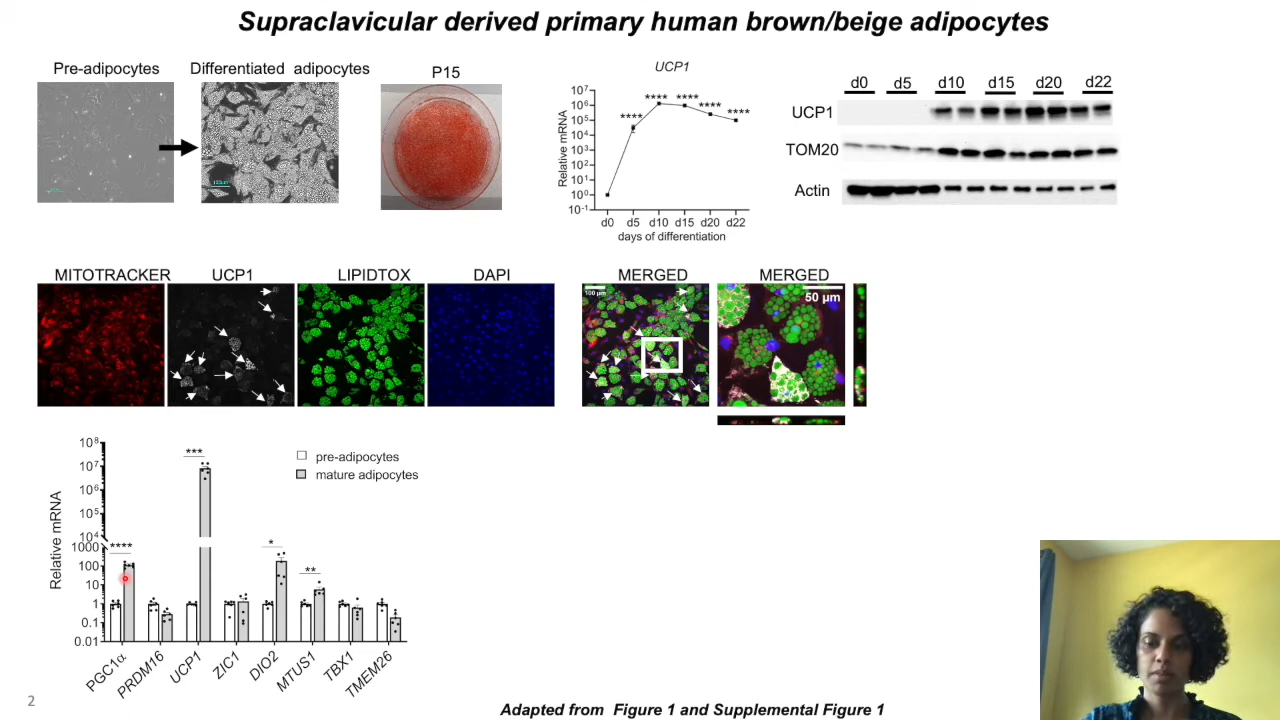 Supraclavicular derived primary human brown/beige adipocytes
Pre-adipocytes
Differentiated adipocytes
P15
UCP1
10⁷
10⁶
10⁵
10⁴
10³
10²
10¹
10⁰
10⁻¹
Relative mRNA
****
****
****
****
****
d0 d5 d10 d15 d20 d22
days of differentiation
d0 d5 d10 d15 d20 d22
UCP1
TOM20
Actin
MITOTRACKER UCP1 LIPIDTOX DAPI MERGED MERGED
100 µm
50 µm
10⁸
10⁷
10⁶
10⁵
10⁴
1000
100
10
1
0.1
0.01
Relative mRNA
****
***
*
**
pre-adipocytes
mature adipocytes
PGC1α PRDM16 UCP1 ZIC1 DIO2 MTUS1 TBX1 TMEM26
2
Adapted from Figure 1 and Supplemental Figure 1